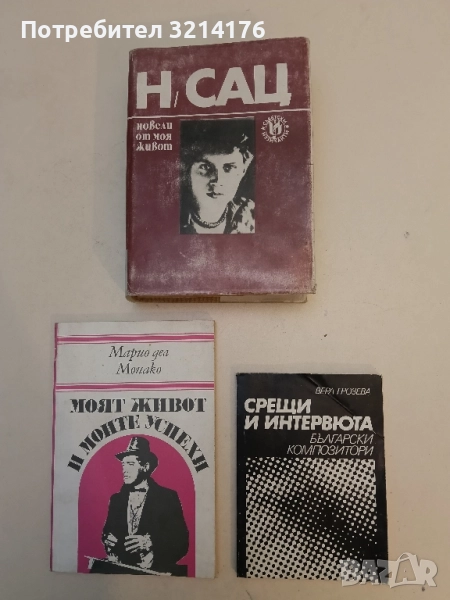 Потребител 3214176
Н/САЦ
новели
от моя
живот
Марио дел
Монако
МОЯТ ЖИВОТ
И МОИТЕ УСПЕХИ
ВЕРА ГРОЗЕВА
СРЕЩИ
И ИНТЕРВЮТА
БЪЛГАРСКИ
КОМПОЗИТОРИ
BAZAR